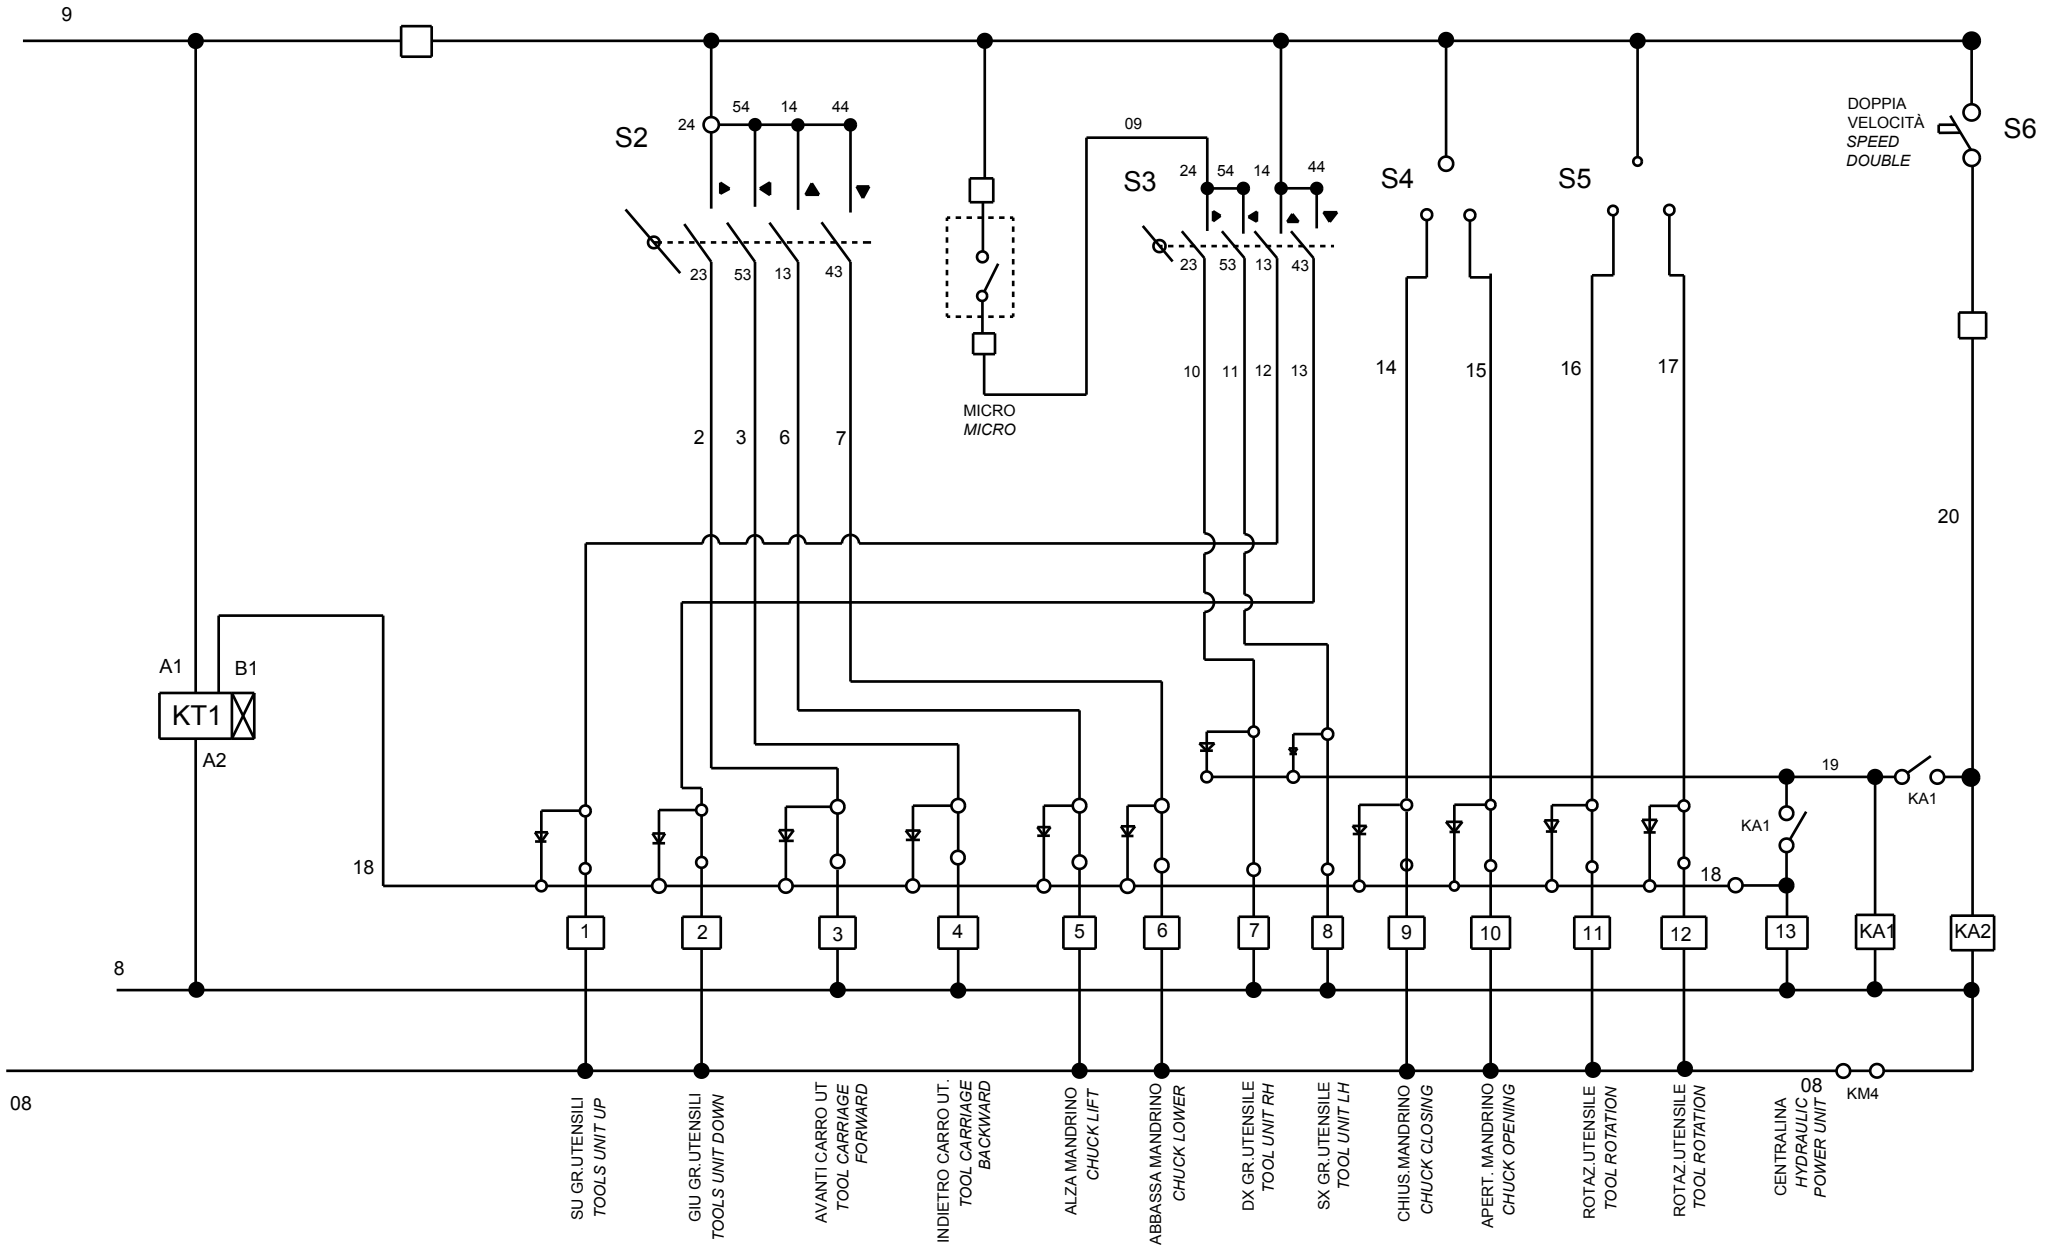 9
54
14
44
24
S2
23
53
13
43
09
S3
24
54
14
44
23
53
13
43
S4
S5
DOPPIA
VELOCITÀ
SPEED
DOUBLE
S6
MICRO
MICRO
2
3
6
7
10
11
12
13
14
15
16
17
20
A1
B1
KT1
A2
19
KA1
KA1
18
18
1
2
3
4
5
6
7
8
9
10
11
12
13
KA1
KA2
8
08
08
KM4
SU GR.UTENSILI
TOOLS UNIT UP
GIU GR.UTENSILI
TOOLS UNIT DOWN
AVANTI CARRO UT
TOOL CARRIAGE
FORWARD
INDIETRO CARRO UT.
TOOL CARRIAGE
BACKWARD
ALZA MANDRINO
CHUCK LIFT
ABBASSA MANDRINO
CHUCK LOWER
DX GR.UTENSILE
TOOL UNIT RH
SX GR.UTENSILE
TOOL UNIT LH
CHIUS.MANDRINO
CHUCK CLOSING
APERT. MANDRINO
CHUCK OPENING
ROTAZ.UTENSILE
TOOL ROTATION
ROTAZ.UTENSILE
TOOL ROTATION
CENTRALINA
HYDRAULIC
POWER UNIT